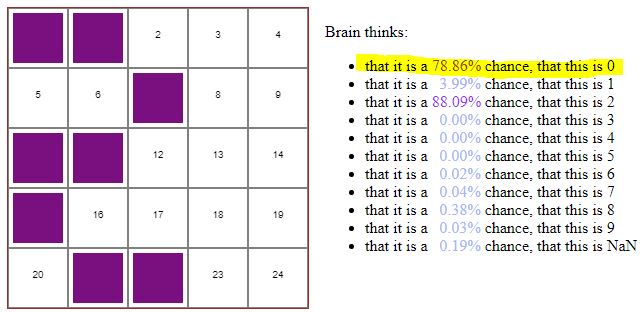 2 3 4
5 6 8 9
12 13 14
16 17 18 19
20 23 24
Brain thinks:
• that it is a 78.86% chance, that this is 0
• that it is a 3.99% chance, that this is 1
• that it is a 88.09% chance, that this is 2
• that it is a 0.00% chance, that this is 3
• that it is a 0.00% chance, that this is 4
• that it is a 0.00% chance, that this is 5
• that it is a 0.02% chance, that this is 6
• that it is a 0.04% chance, that this is 7
• that it is a 0.38% chance, that this is 8
• that it is a 0.03% chance, that this is 9
• that it is a 0.19% chance, that this is NaN